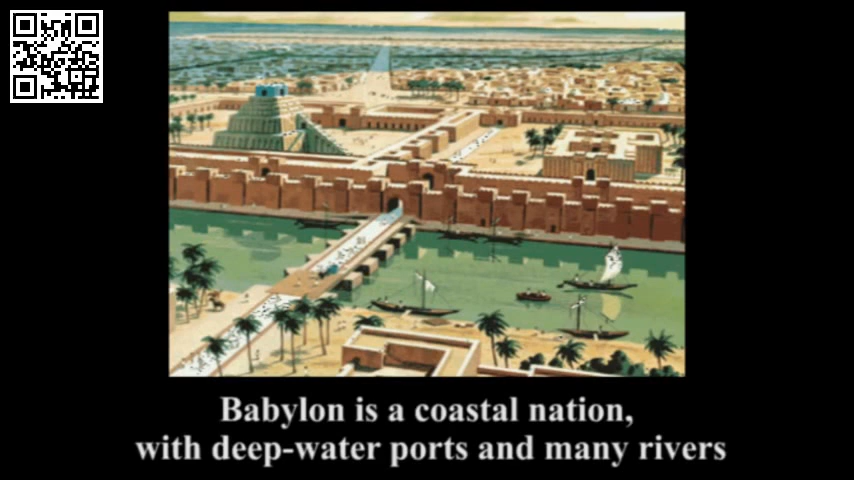 Babylon is a coastal nation,
with deep-water ports and many rivers